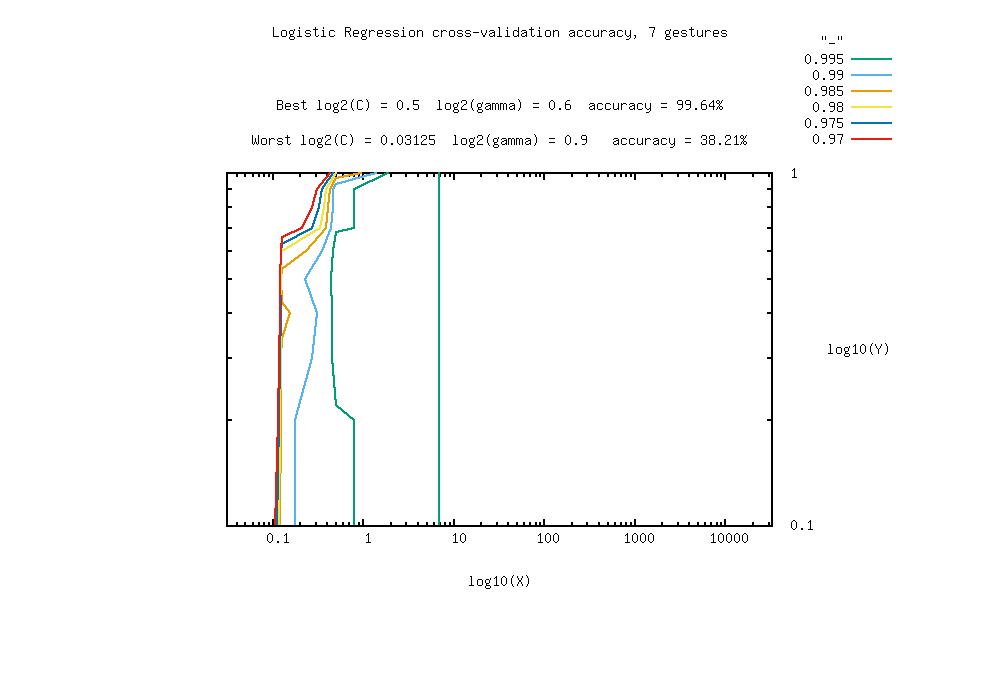 Logistic Regression cross-validation accuracy, 7 gestures
"_"
0.995
0.99
0.985
0.98
0.975
0.97
Best log2(C) = 0.5  log2(gamma) = 0.6  accuracy = 99.64%
Worst log2(C) = 0.03125  log2(gamma) = 0.9   accuracy = 38.21%
1
log10(Y)
0.1
0.1 1 10 100 1000 10000
log10(X)